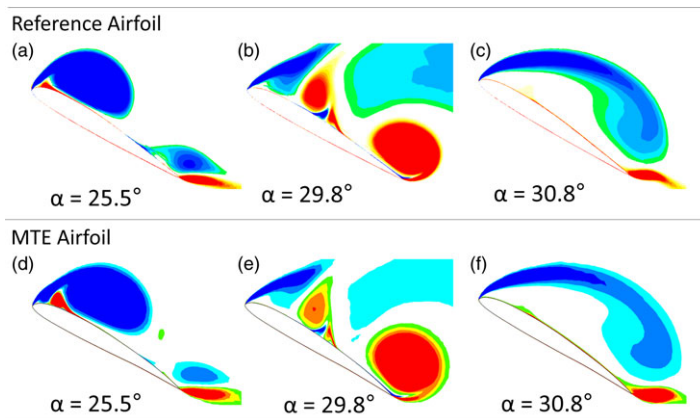 Reference Airfoil
(a) (b) (c)
α = 25.5° α = 29.8° α = 30.8°
MTE Airfoil
(d) (e) (f)
α = 25.5° α = 29.8° α = 30.8°